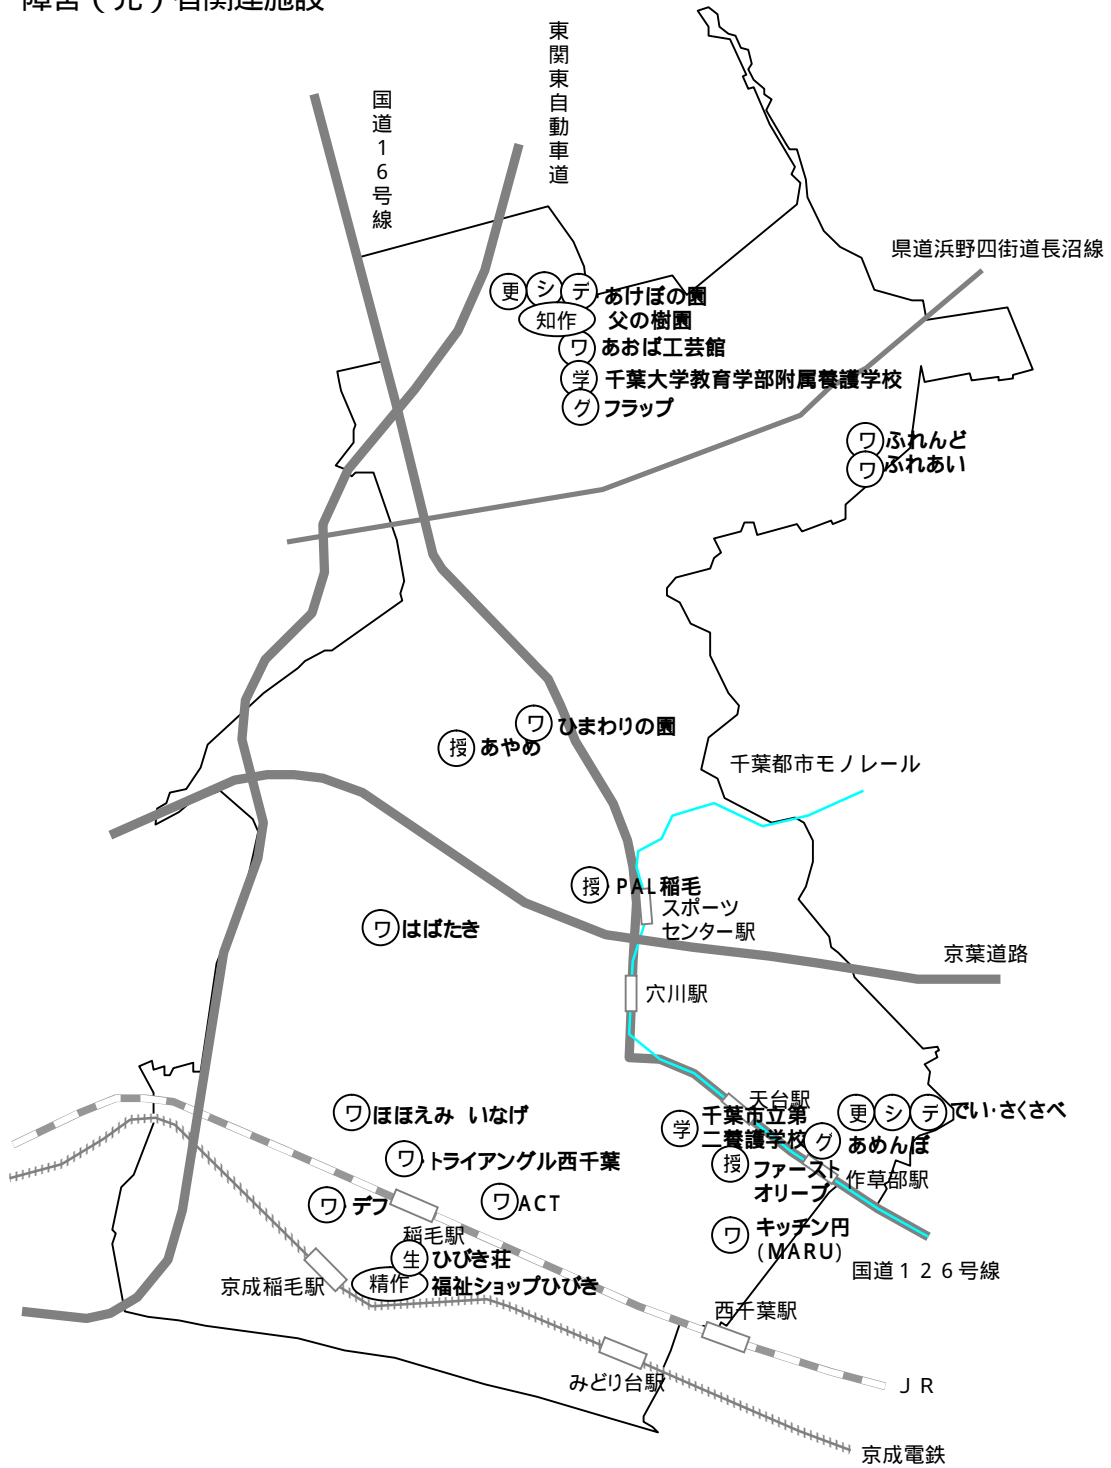 障害（児）者関連施設
東関東自動車道
国道１６号線
県道浜野四街道長沼線
更 シ デ あけぼの園
知作 父の樹園
ワ あおば工芸館
学 千葉大学教育学部附属養護学校
グ フラップ
ワ ふれんど
ワ ふれあい
ワ ひまわりの園
授 あやめ
千葉都市モノレール
授 PAL稲毛
スポーツ
センター駅
ワ はばたき
京葉道路
穴川駅
天台駅
更 シ デ でい・さくさべ
ワ ほほえみ いなげ
学 千葉市立第
二養護学校
グ あめんぼ
ワ トライアングル西千葉
授 ファースト
オリーブ
作草部駅
ワ デフ
ワ ACT
稲毛駅
ワ キッチン円
(MARU)
生 ひびき荘
国道１２６号線
京成稲毛駅
精作 福祉ショップひびき
西千葉駅
みどり台駅
ＪＲ
京成電鉄